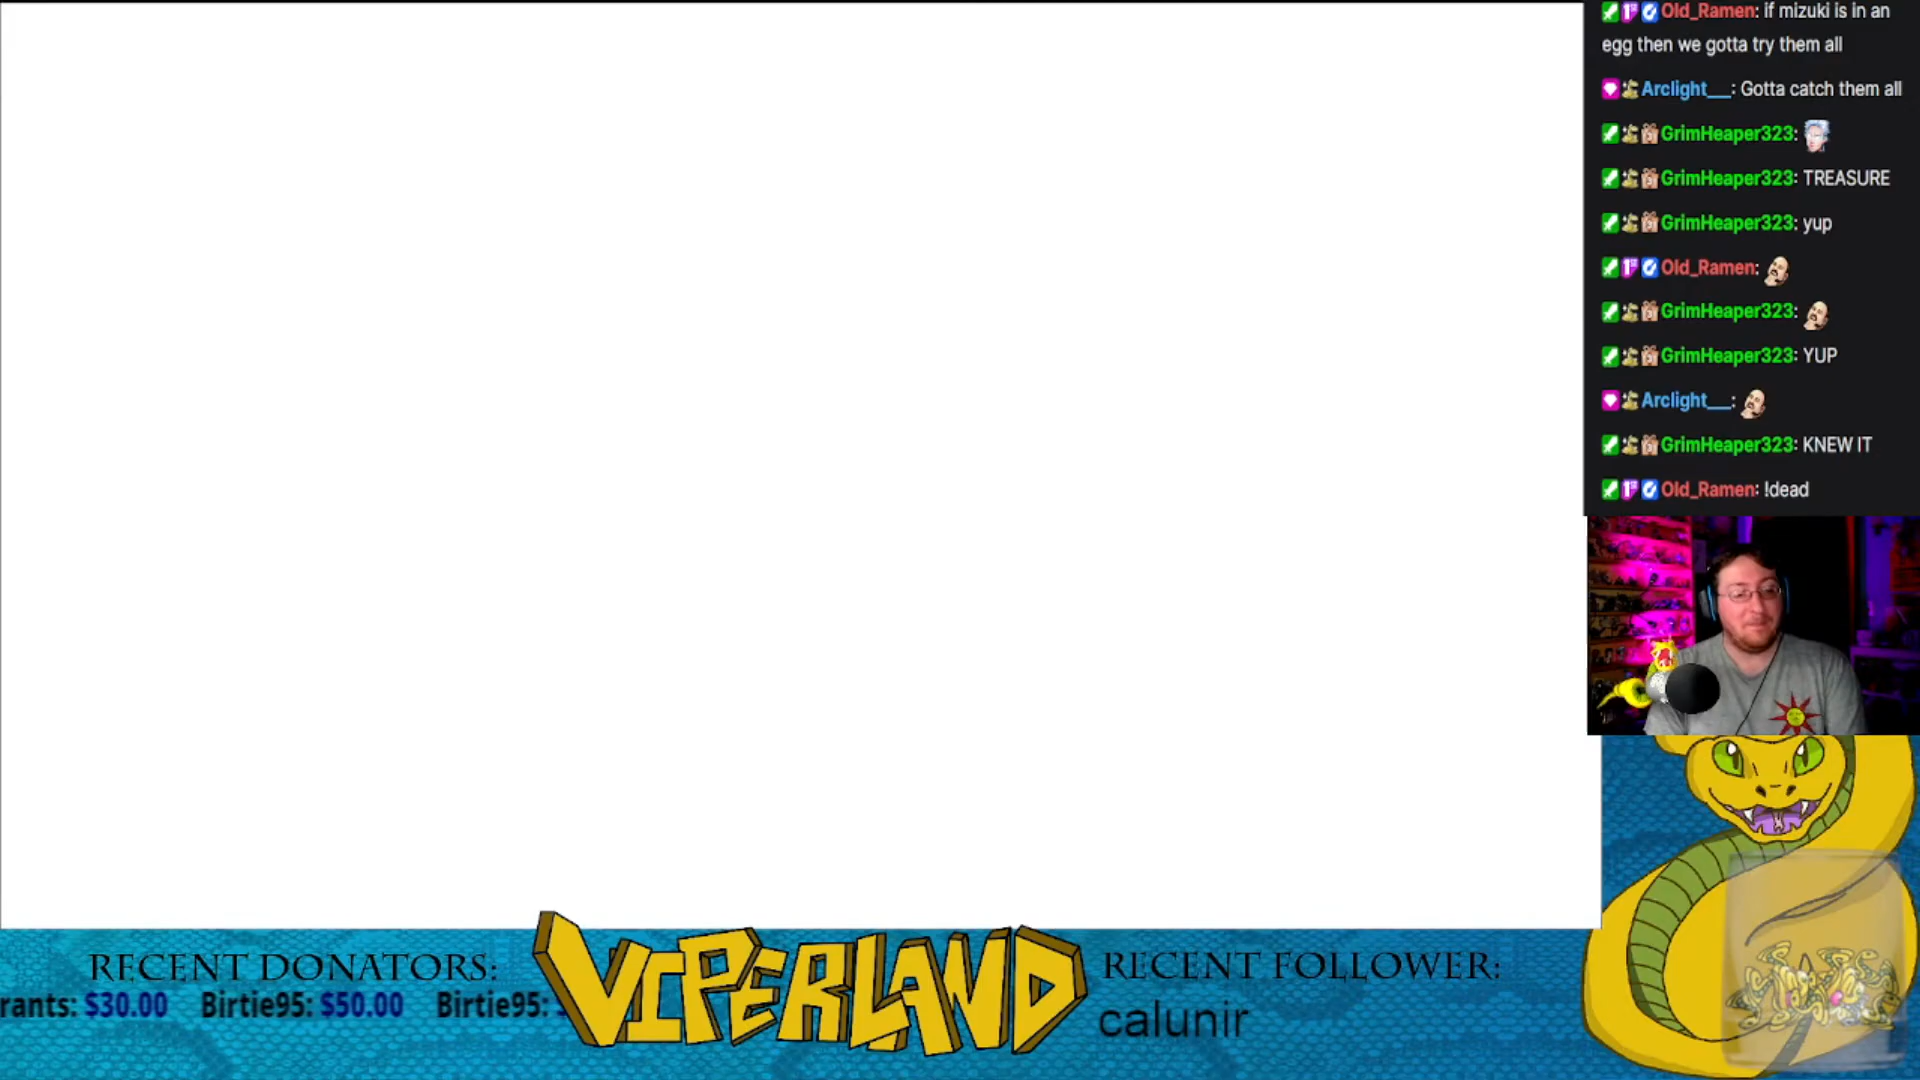 Old_Ramen: if mizuki is in an
egg then we gotta try them all
Arclight__: Gotta catch them all
GrimHeaper323:
GrimHeaper323: TREASURE
GrimHeaper323: yup
Old_Ramen:
GrimHeaper323:
GrimHeaper323: YUP
Arclight__:
GrimHeaper323: KNEW IT
Old_Ramen: !dead
RECENT DONATORS:
rants: $30.00 Birtie95: $50.00 Birtie95:
VIPERLAND
RECENT FOLLOWER:
calunir